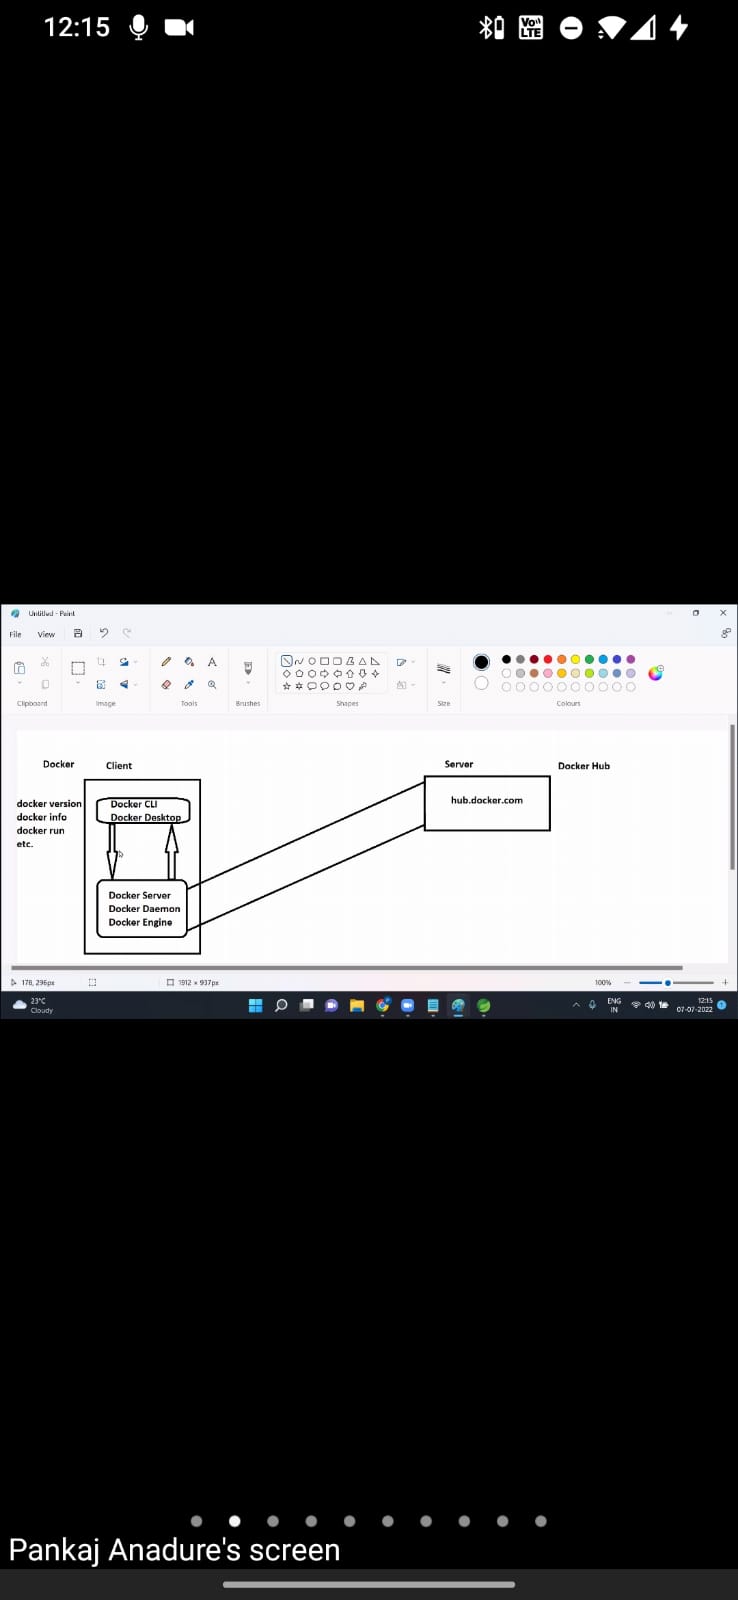 12:15
Vo))
LTE
Untitled - Paint
File
View
Clipboard
Image
Tools
Brushes
Shapes
Size
Colours
Docker
Client
Server
Docker Hub
docker version
docker info
docker run
etc.
Docker CLI
Docker Desktop
hub.docker.com
Docker Server
Docker Daemon
Docker Engine
178, 296px
1912 × 937px
100%
23°C
Cloudy
ENG
IN
12:15
07-07-2022
Pankaj Anadure's screen